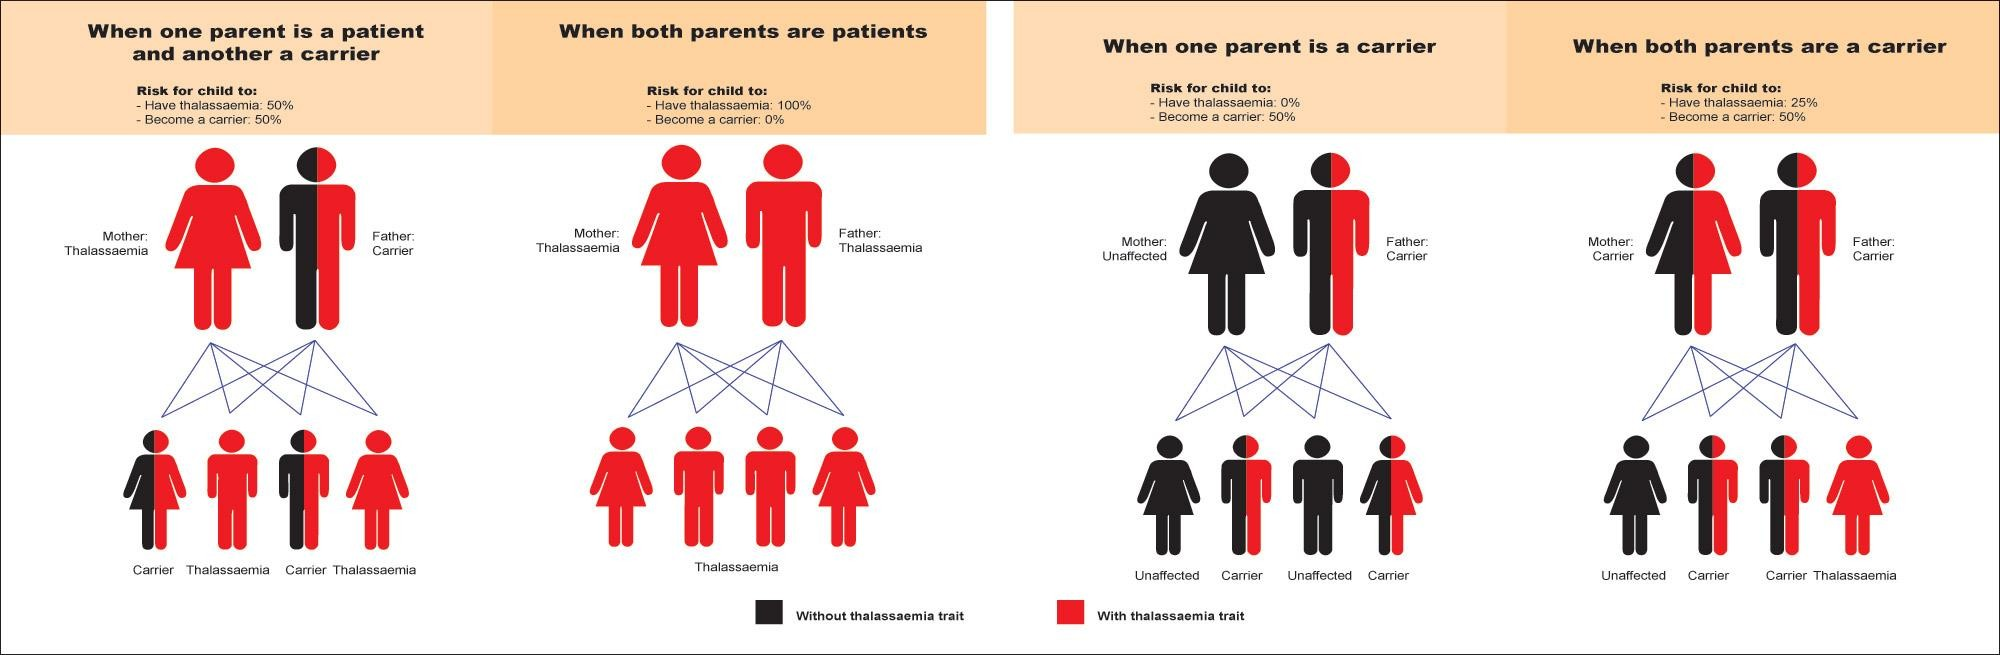 When one parent is a patient
and another a carrier
Risk for child to:
- Have thalassaemia: 50%
- Become a carrier: 50%
Mother:
Thalassaemia
Father:
Carrier
Carrier
Thalassaemia
Carrier
Thalassaemia
When both parents are patients
Risk for child to:
- Have thalassaemia: 100%
- Become a carrier: 0%
Mother:
Thalassaemia
Father:
Thalassaemia
Thalassaemia
When one parent is a carrier
Risk for child to:
- Have thalassaemia: 0%
- Become a carrier: 50%
Mother:
Unaffected
Father:
Carrier
Unaffected
Carrier
Unaffected
Carrier
When both parents are a carrier
Risk for child to:
- Have thalassaemia: 25%
- Become a carrier: 50%
Mother:
Carrier
Father:
Carrier
Unaffected
Carrier
Carrier
Thalassaemia
Without thalassaemia trait
With thalassaemia trait